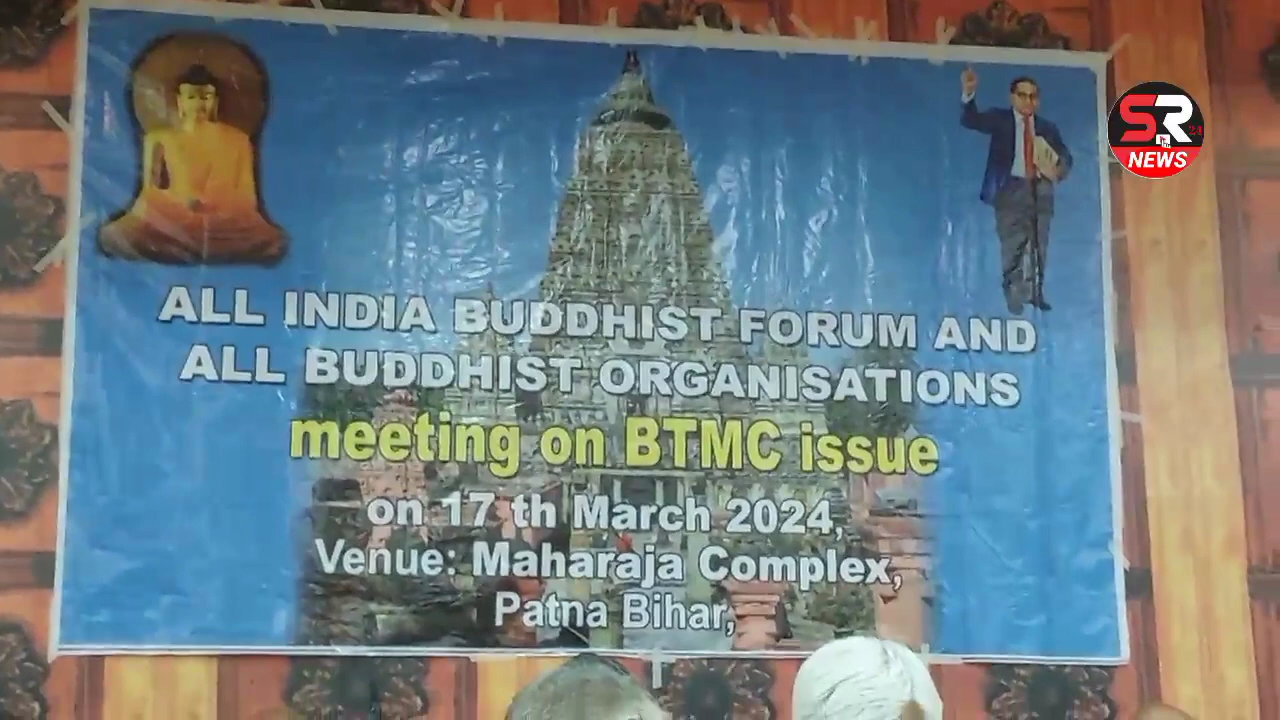 SR 24
NEWS
ALL INDIA BUDDHIST FORUM AND
ALL BUDDHIST ORGANISATIONS
meeting on BTMC issue
on 17 th March 2024,
Venue: Maharaja Complex,
Patna Bihar,